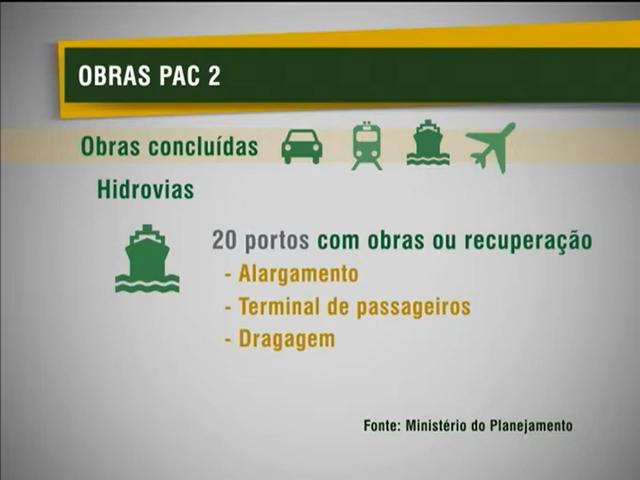 OBRAS PAC 2
Obras concluídas
Hidrovias
20 portos com obras ou recuperação
- Alargamento
- Terminal de passageiros
- Dragagem
Fonte: Ministério do Planejamento